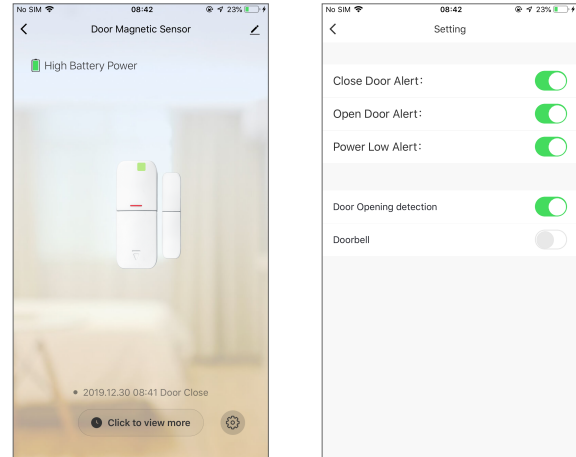 No SIM 08:42 23%
Door Magnetic Sensor
High Battery Power
2019.12.30 08:41 Door Close
Click to view more
No SIM 08:42 23%
Setting
Close Door Alert:
Open Door Alert:
Power Low Alert:
Door Opening detection
Doorbell